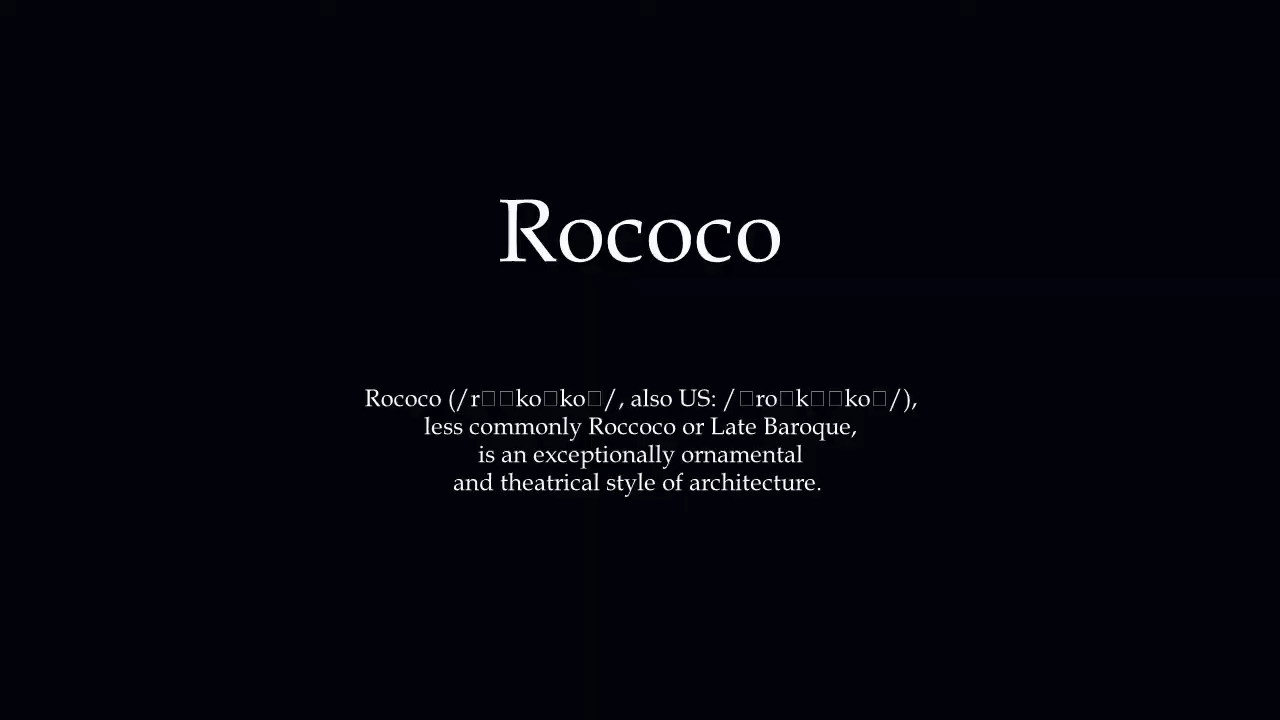 Rococo
Rococo (/r□□ko□ko□/, also US: /□ro□k□□ko□/),
less commonly Roccoco or Late Baroque,
is an exceptionally ornamental
and theatrical style of architecture.